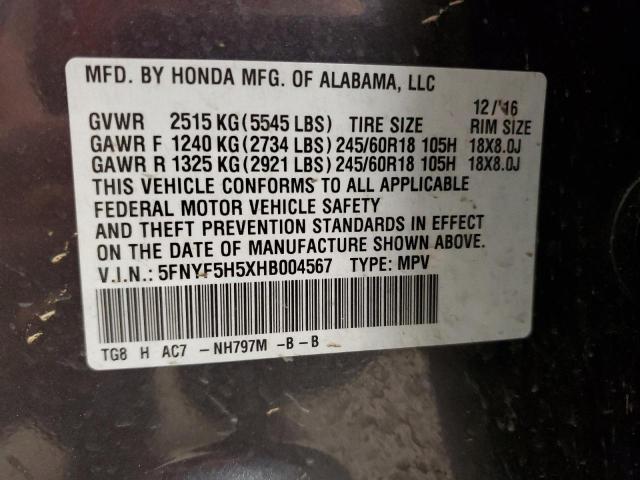 MFD. BY HONDA MFG. OF ALABAMA, LLC
12/16
GVWR 2515 KG (5545 LBS) TIRE SIZE RIM SIZE
GAWR F 1240 KG (2734 LBS) 245/60R18 105H 18X8.0J
GAWR R 1325 KG (2921 LBS) 245/60R18 105H 18X8.0J
THIS VEHICLE CONFORMS TO ALL APPLICABLE
FEDERAL MOTOR VEHICLE SAFETY
AND THEFT PREVENTION STANDARDS IN EFFECT
ON THE DATE OF MANUFACTURE SHOWN ABOVE.
V.I.N.: 5FNYF5H5XHB004567 TYPE: MPV
TG8 H AC7 -NH797M -B-B